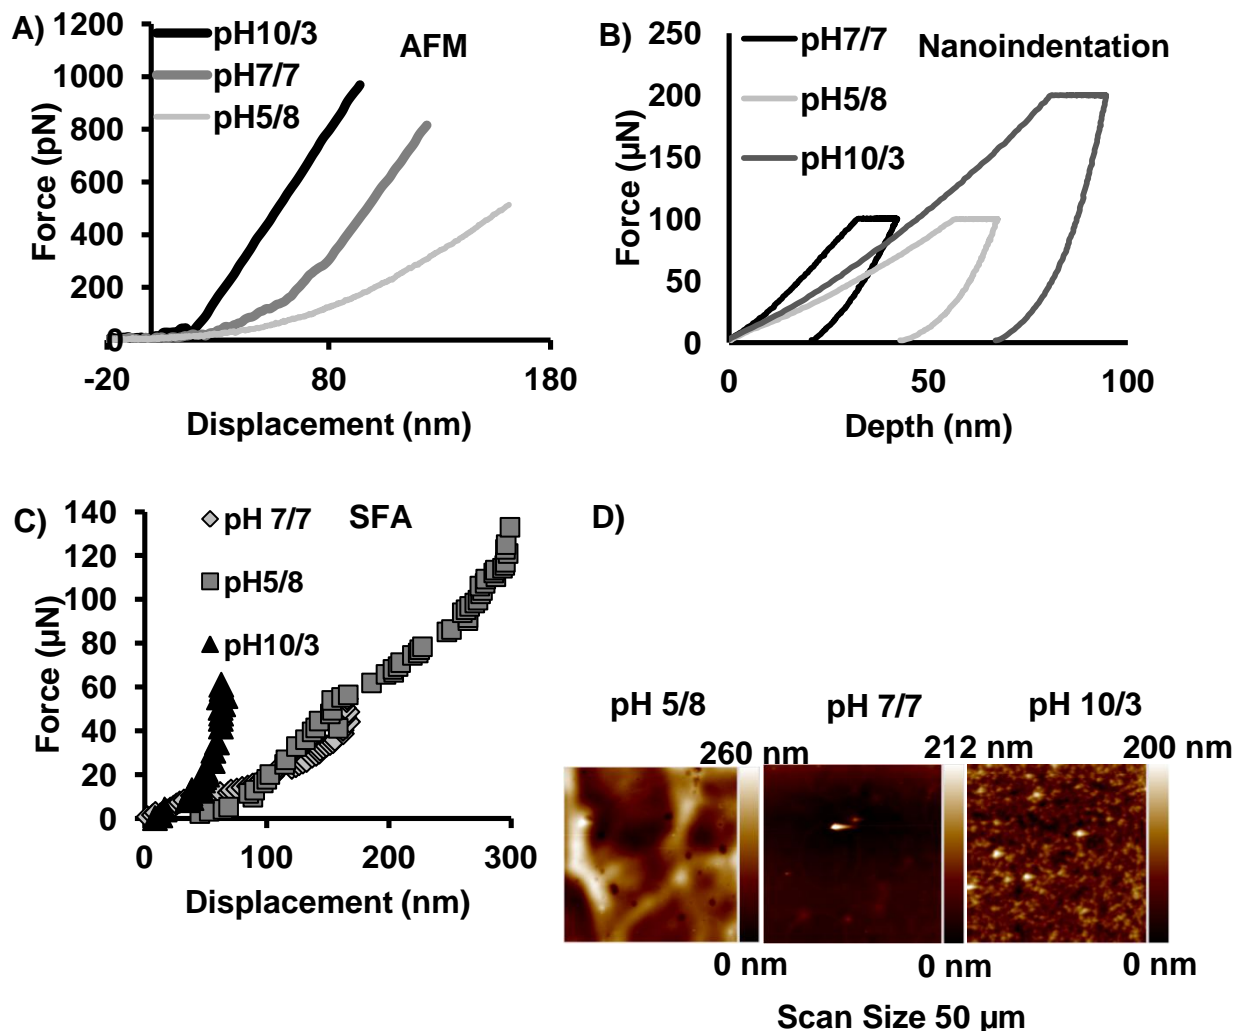 A)
AFM
pH10/3
pH7/7
pH5/8
Force (pN)
1200
1000
800
600
400
200
0
-20
80
180
Displacement (nm)
B)
Nanoindentation
pH7/7
pH5/8
pH10/3
Force (µN)
250
200
150
100
50
0
0
50
100
Depth (nm)
C)
SFA
pH 7/7
pH5/8
pH10/3
Force (µN)
140
120
100
80
60
40
20
0
0
100
200
300
Displacement (nm)
D)
pH 5/8
pH 7/7
pH 10/3
260 nm
212 nm
200 nm
0 nm
0 nm
0 nm
Scan Size 50 µm